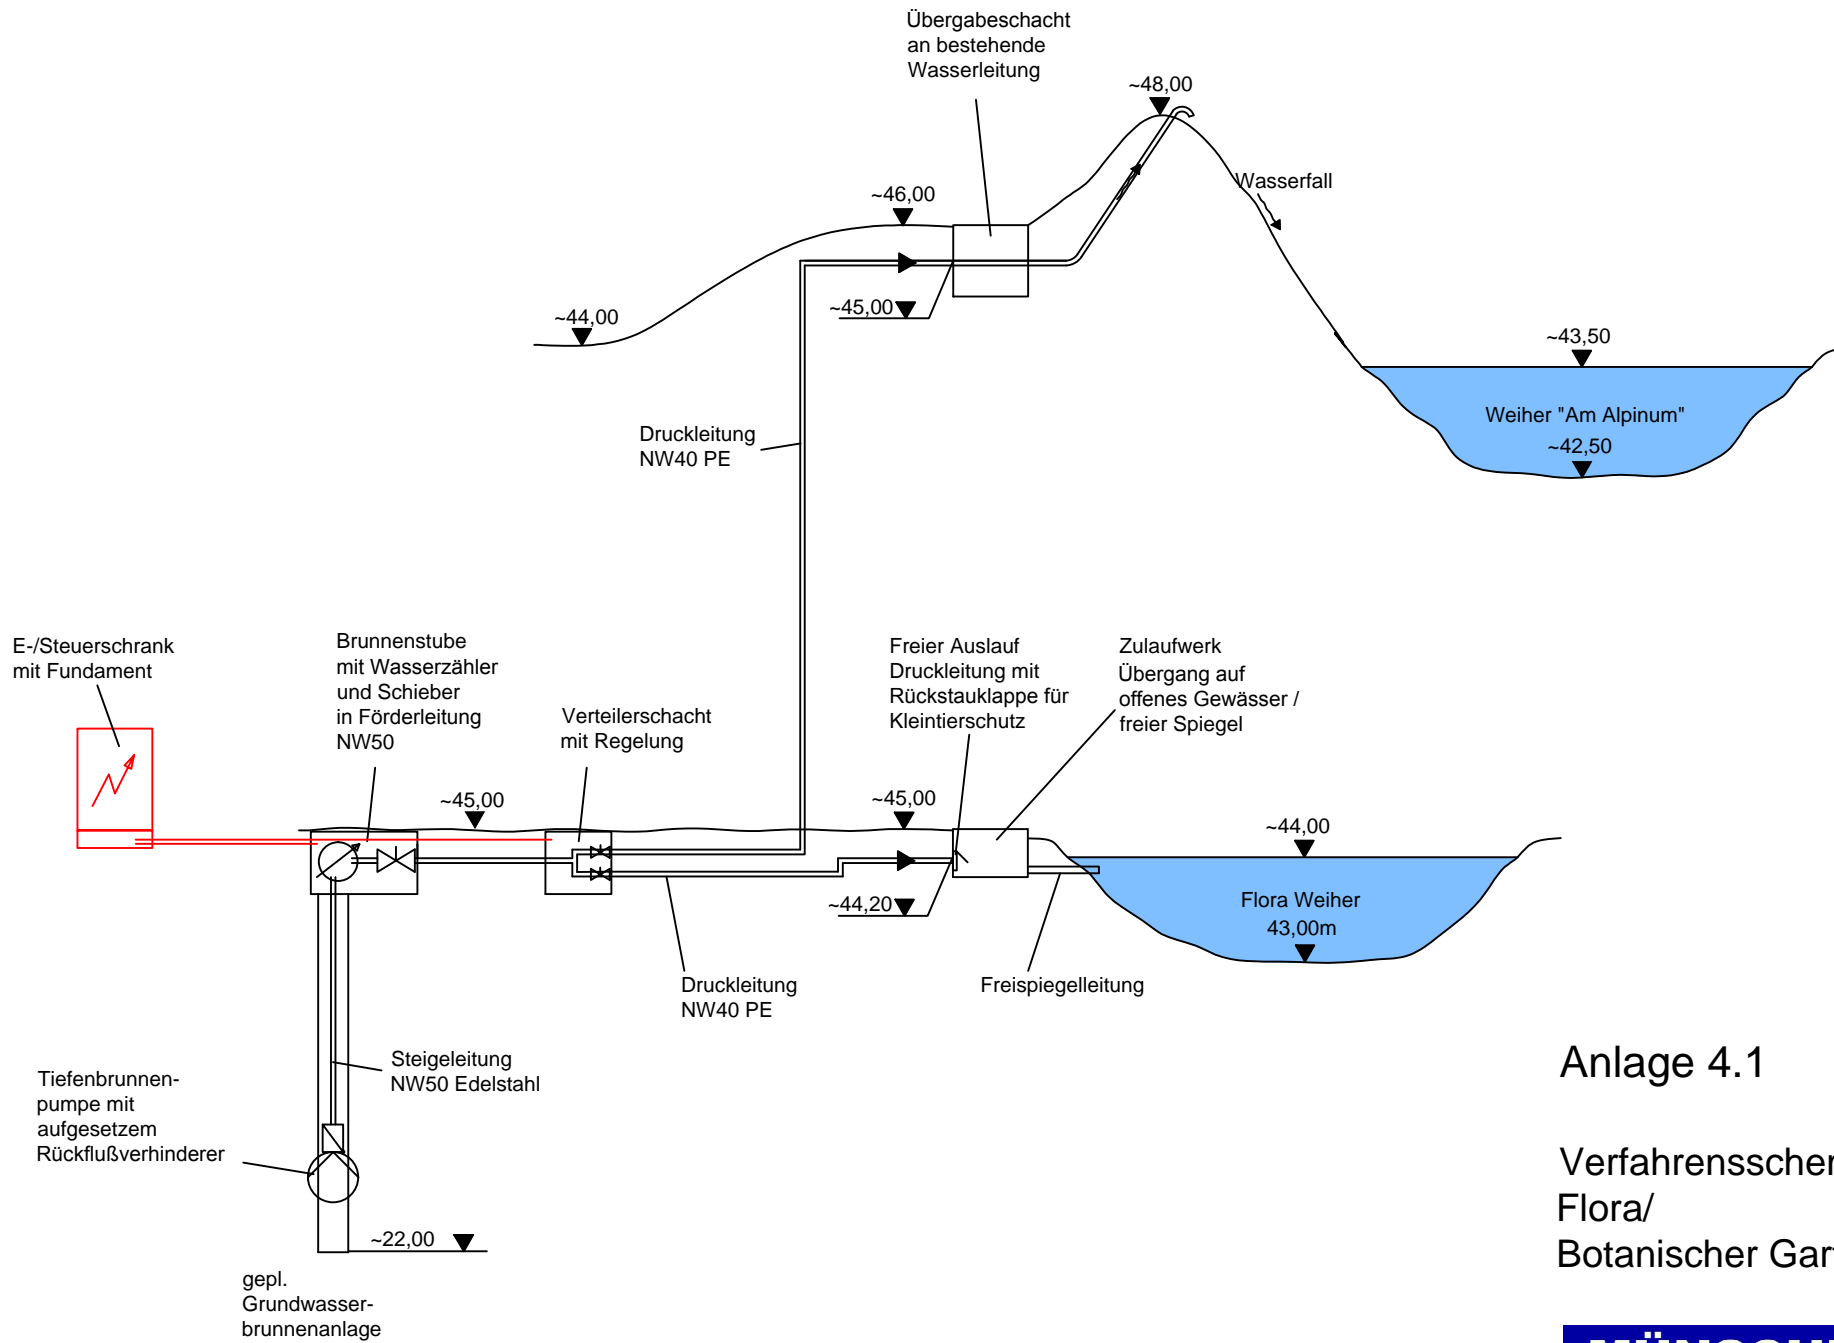 Übergabeschacht
an bestehende
Wasserleitung
~48,00
Wasserfall
~46,00
~45,00
~44,00
~43,50
Weiher "Am Alpinum"
~42,50
Druckleitung
NW40 PE
E-/Steuerschrank
mit Fundament
Brunnenstube
mit Wasserzähler
und Schieber
in Förderleitung
NW50
Verteilerschacht
mit Regelung
Freier Auslauf
Druckleitung mit
Rückstauklappe für
Kleintierschutz
Zulaufwerk
Übergang auf
offenes Gewässer /
freier Spiegel
~45,00
~45,00
~44,00
~44,20
Flora Weiher
43,00m
Druckleitung
NW40 PE
Freispiegelleitung
Steigeleitung
NW50 Edelstahl
Tiefenbrunnen-
pumpe mit
aufgesetzem
Rückflußverhinderer
~22,00
gepl.
Grundwasser-
brunnenanlage
Anlage 4.1
Flora/
Botanischer